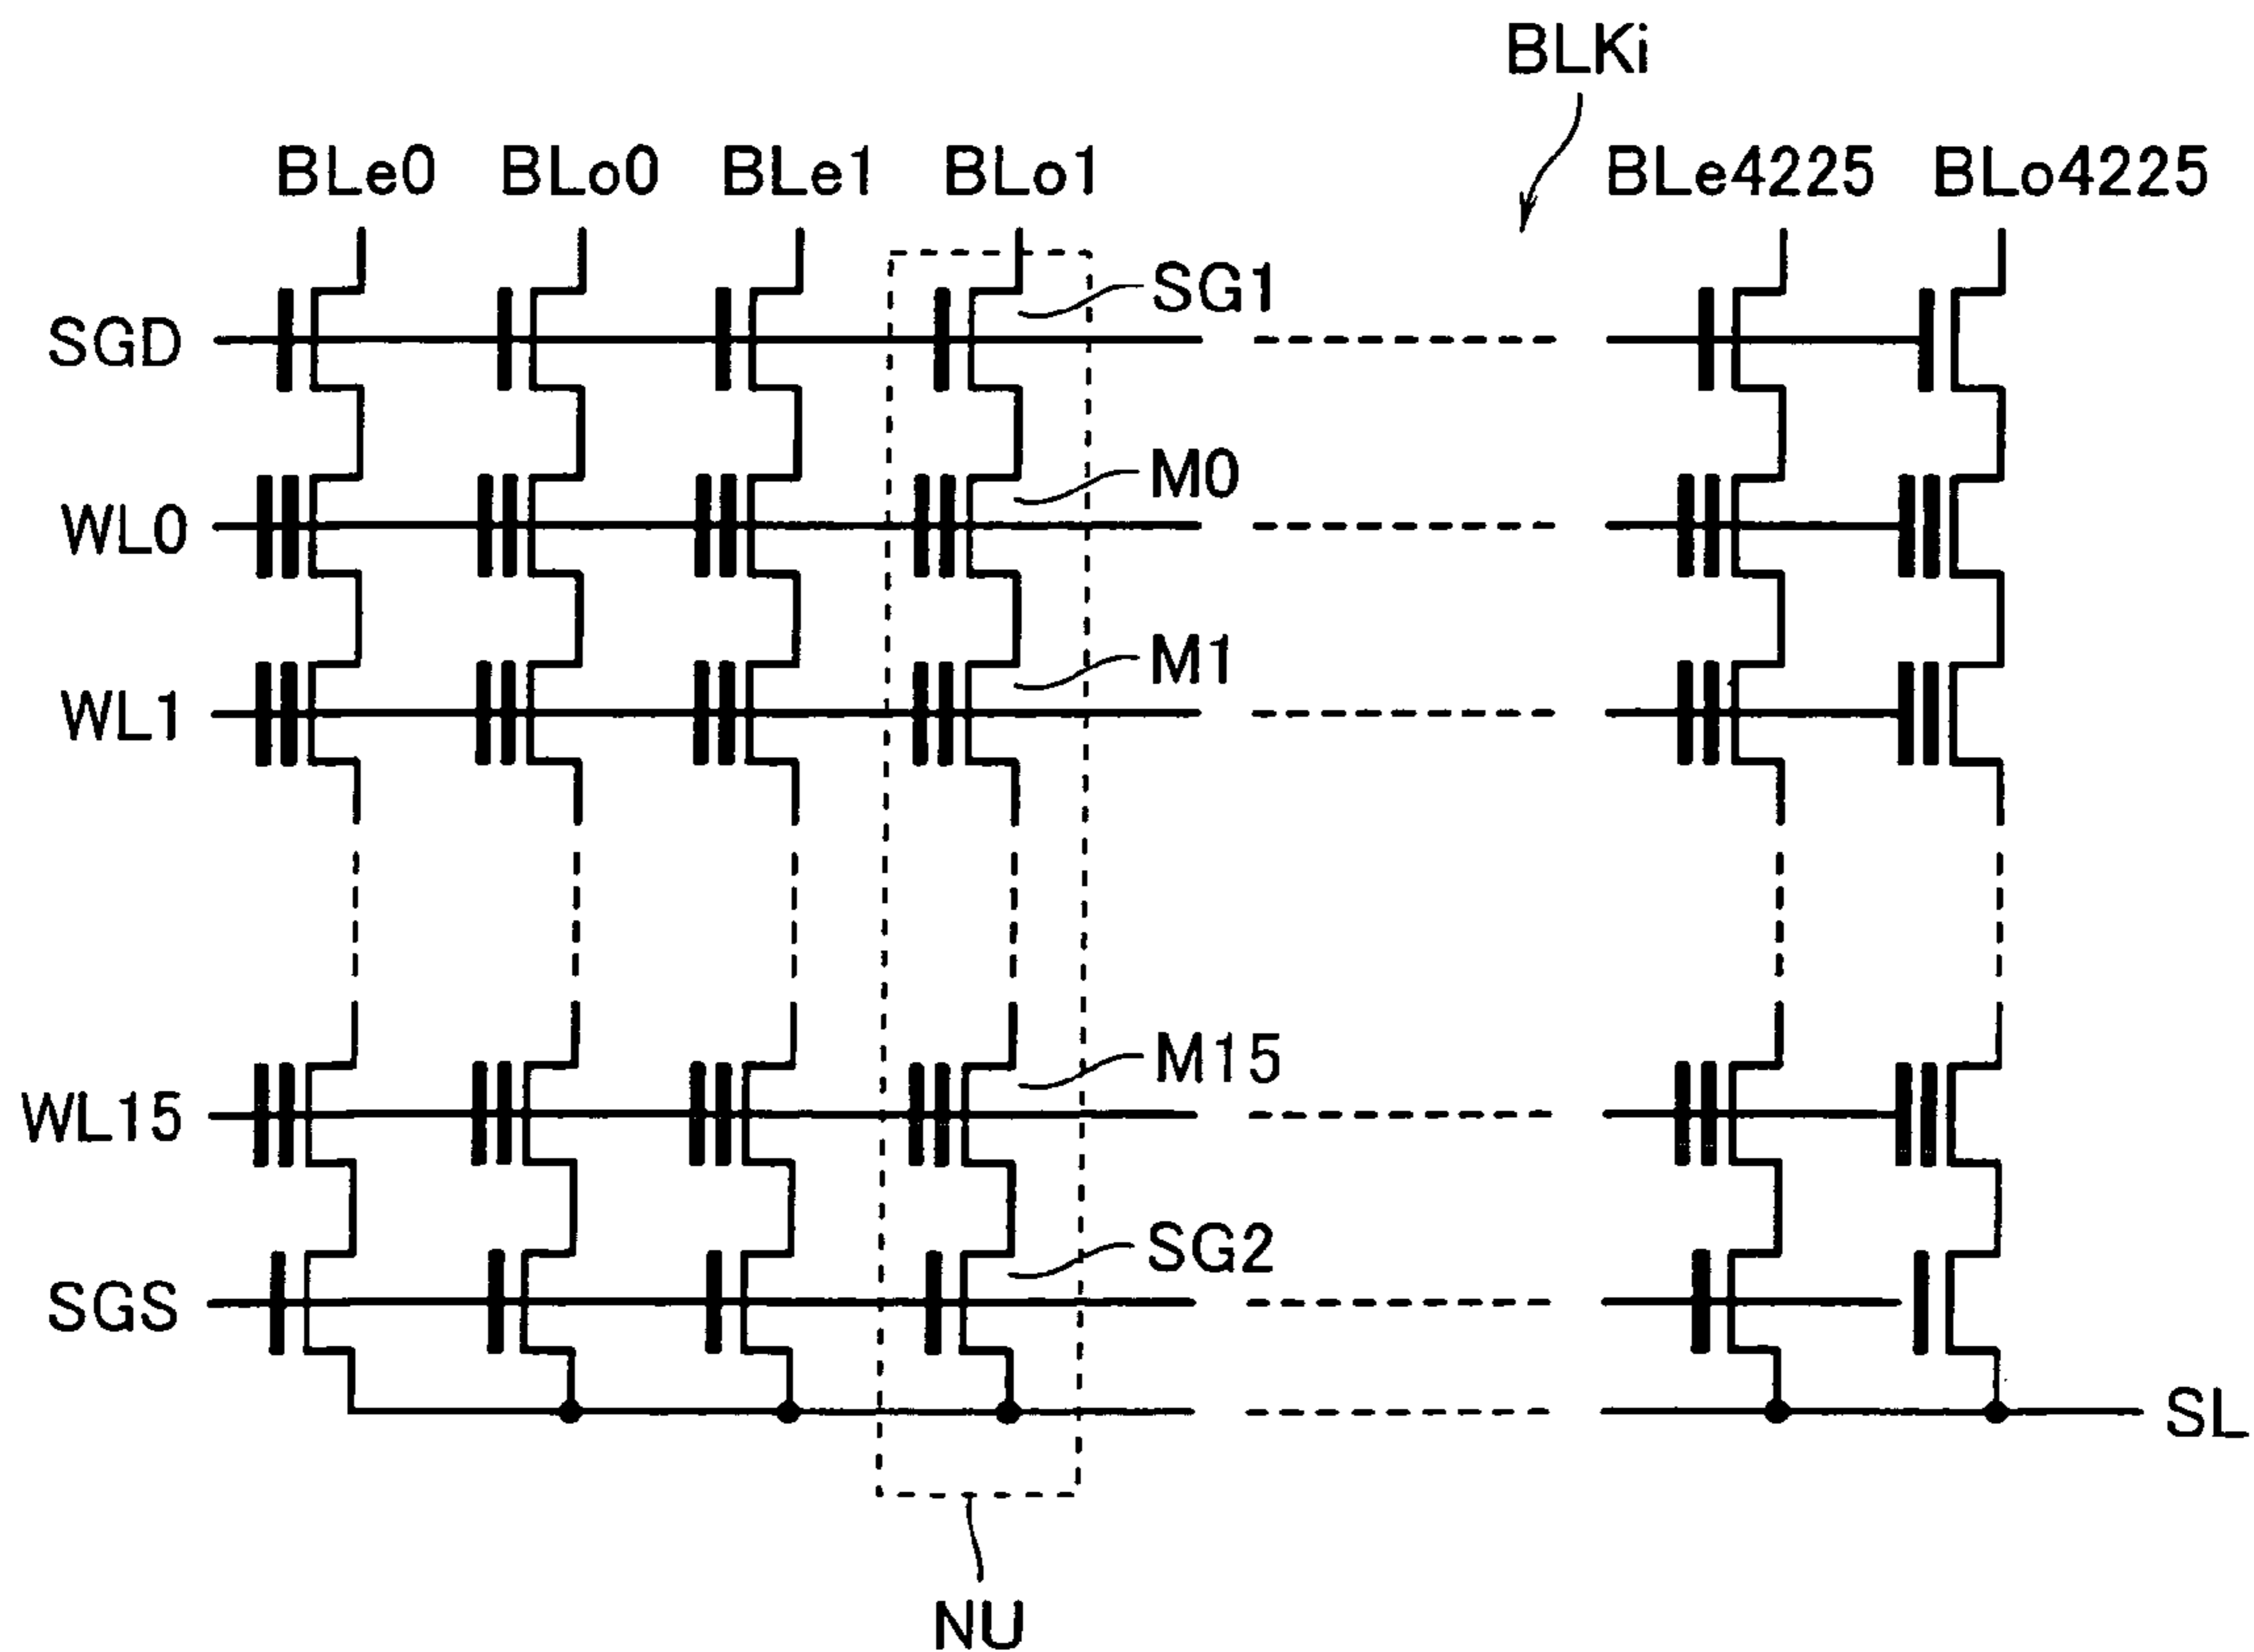 BLKi
BLe0 BLo0 BLe1 BLo1 BLe4225 BLo4225
SG1
SGD
M0
WL0
M1
WL1
M15
WL15
SG2
SGS
SL
NU